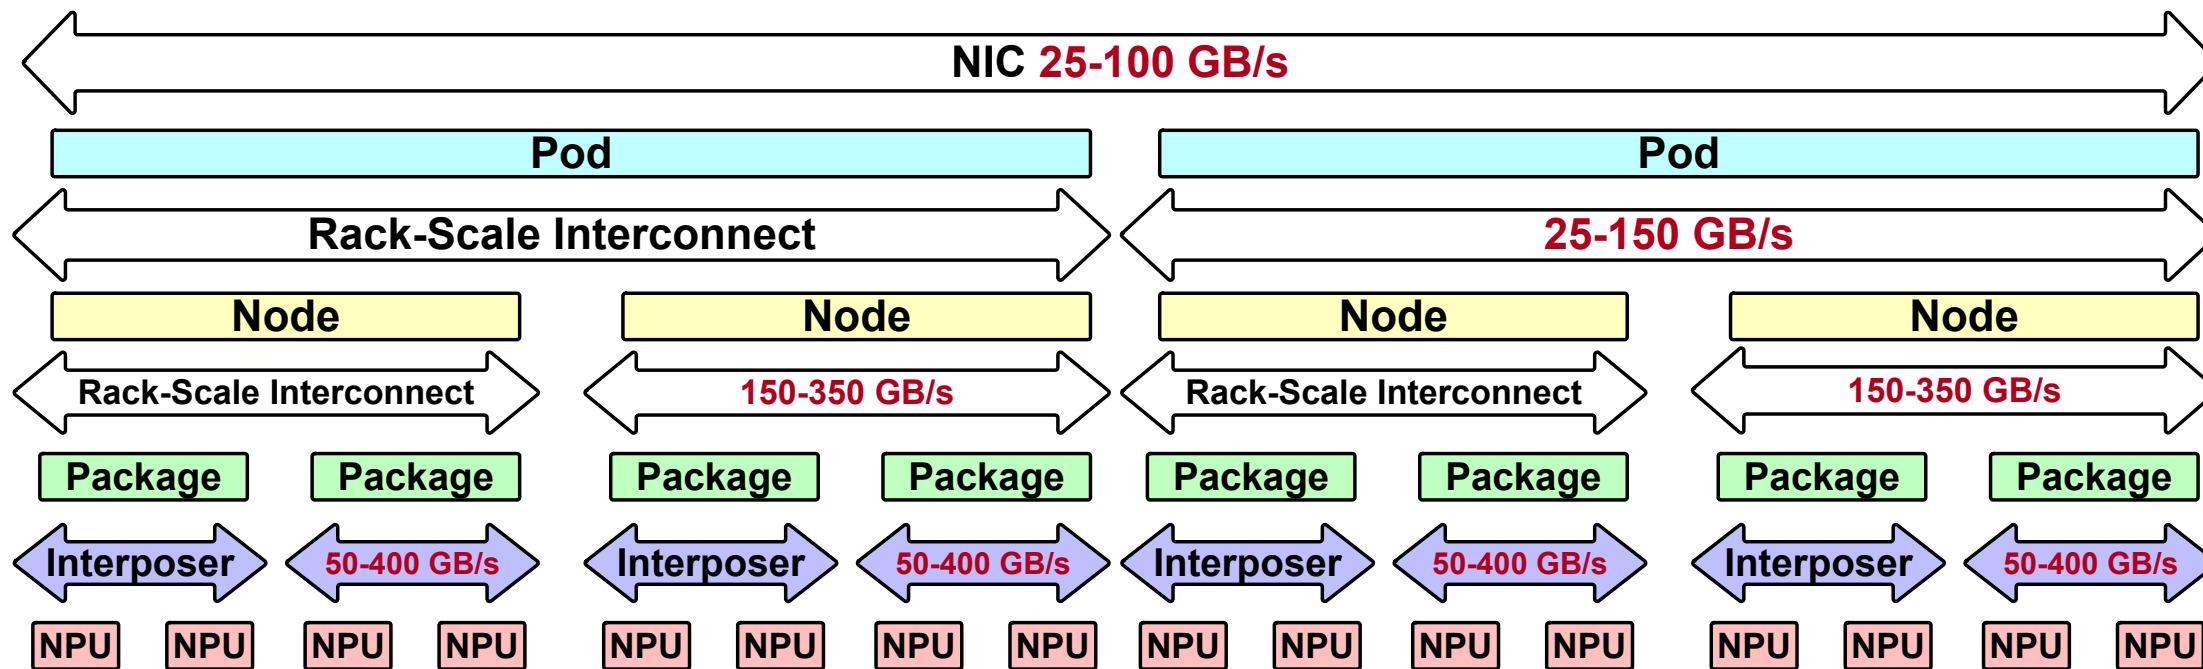 NIC 25-100 GB/s
Pod Pod
Rack-Scale Interconnect 25-150 GB/s
Node Node Node Node
Rack-Scale Interconnect 150-350 GB/s Rack-Scale Interconnect 150-350 GB/s
Package Package Package Package Package Package Package Package
Interposer 50-400 GB/s Interposer 50-400 GB/s Interposer 50-400 GB/s Interposer 50-400 GB/s
NPU NPU NPU NPU NPU NPU NPU NPU NPU NPU NPU NPU NPU NPU NPU NPU